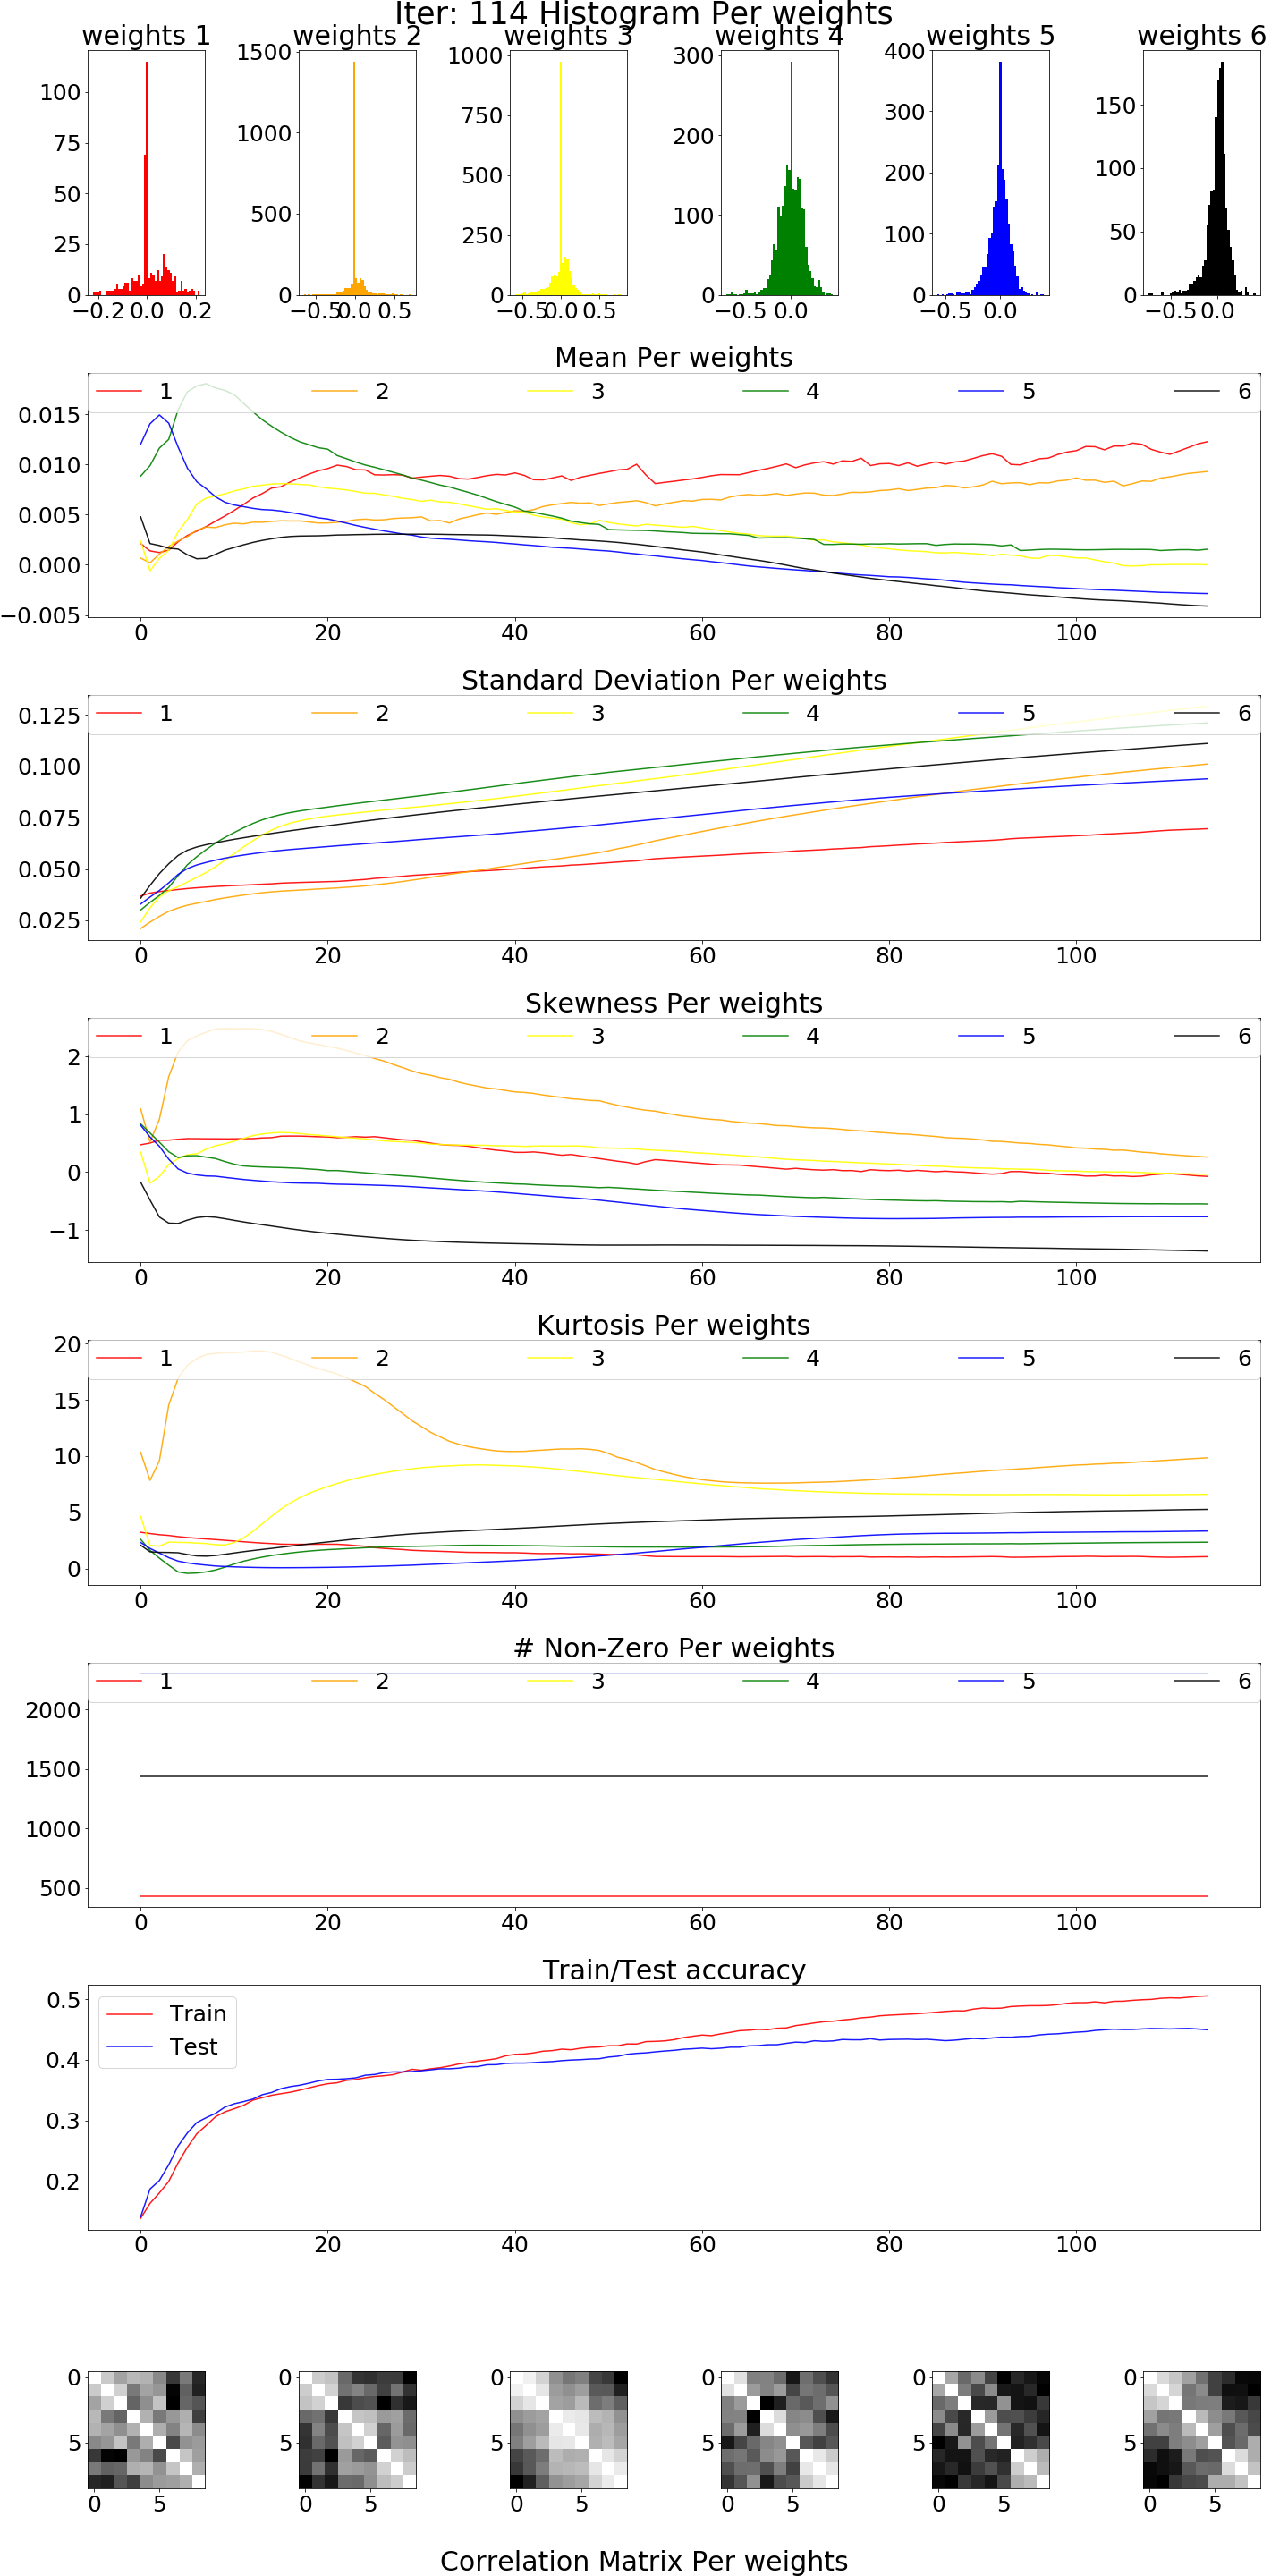 Iter: 114 Histogram Per weights
weights 1 weights 2 weights 3 weights 4 weights 5 weights 6
100 75 50 25 0
−0.2 0.0 0.2
1500 1000 500 0
−0.5 0.0 0.5
1000 750 500 250 0
−0.5 0.0 0.5
300 200 100 0
−0.5 0.0
400 300 200 100 0
−0.5 0.0
150 100 50 0
−0.5 0.0
Mean Per weights
1 2 3 4 5 6
0.015
0.010
0.005
0.000
−0.005
0 20 40 60 80 100
Standard Deviation Per weights
1 2 3 4 5 6
0.125
0.100
0.075
0.050
0.025
0 20 40 60 80 100
Skewness Per weights
1 2 3 4 5 6
2
1
0
−1
0 20 40 60 80 100
Kurtosis Per weights
1 2 3 4 5 6
20
15
10
5
0
0 20 40 60 80 100
# Non-Zero Per weights
1 2 3 4 5 6
2000
1500
1000
500
0 20 40 60 80 100
Train/Test accuracy
Train
Test
0.5
0.4
0.3
0.2
0 20 40 60 80 100
0 0 0 0 0 0
5 5 5 5 5 5
0 5 0 5 0 5 0 5 0 5 0 5
Correlation Matrix Per weights